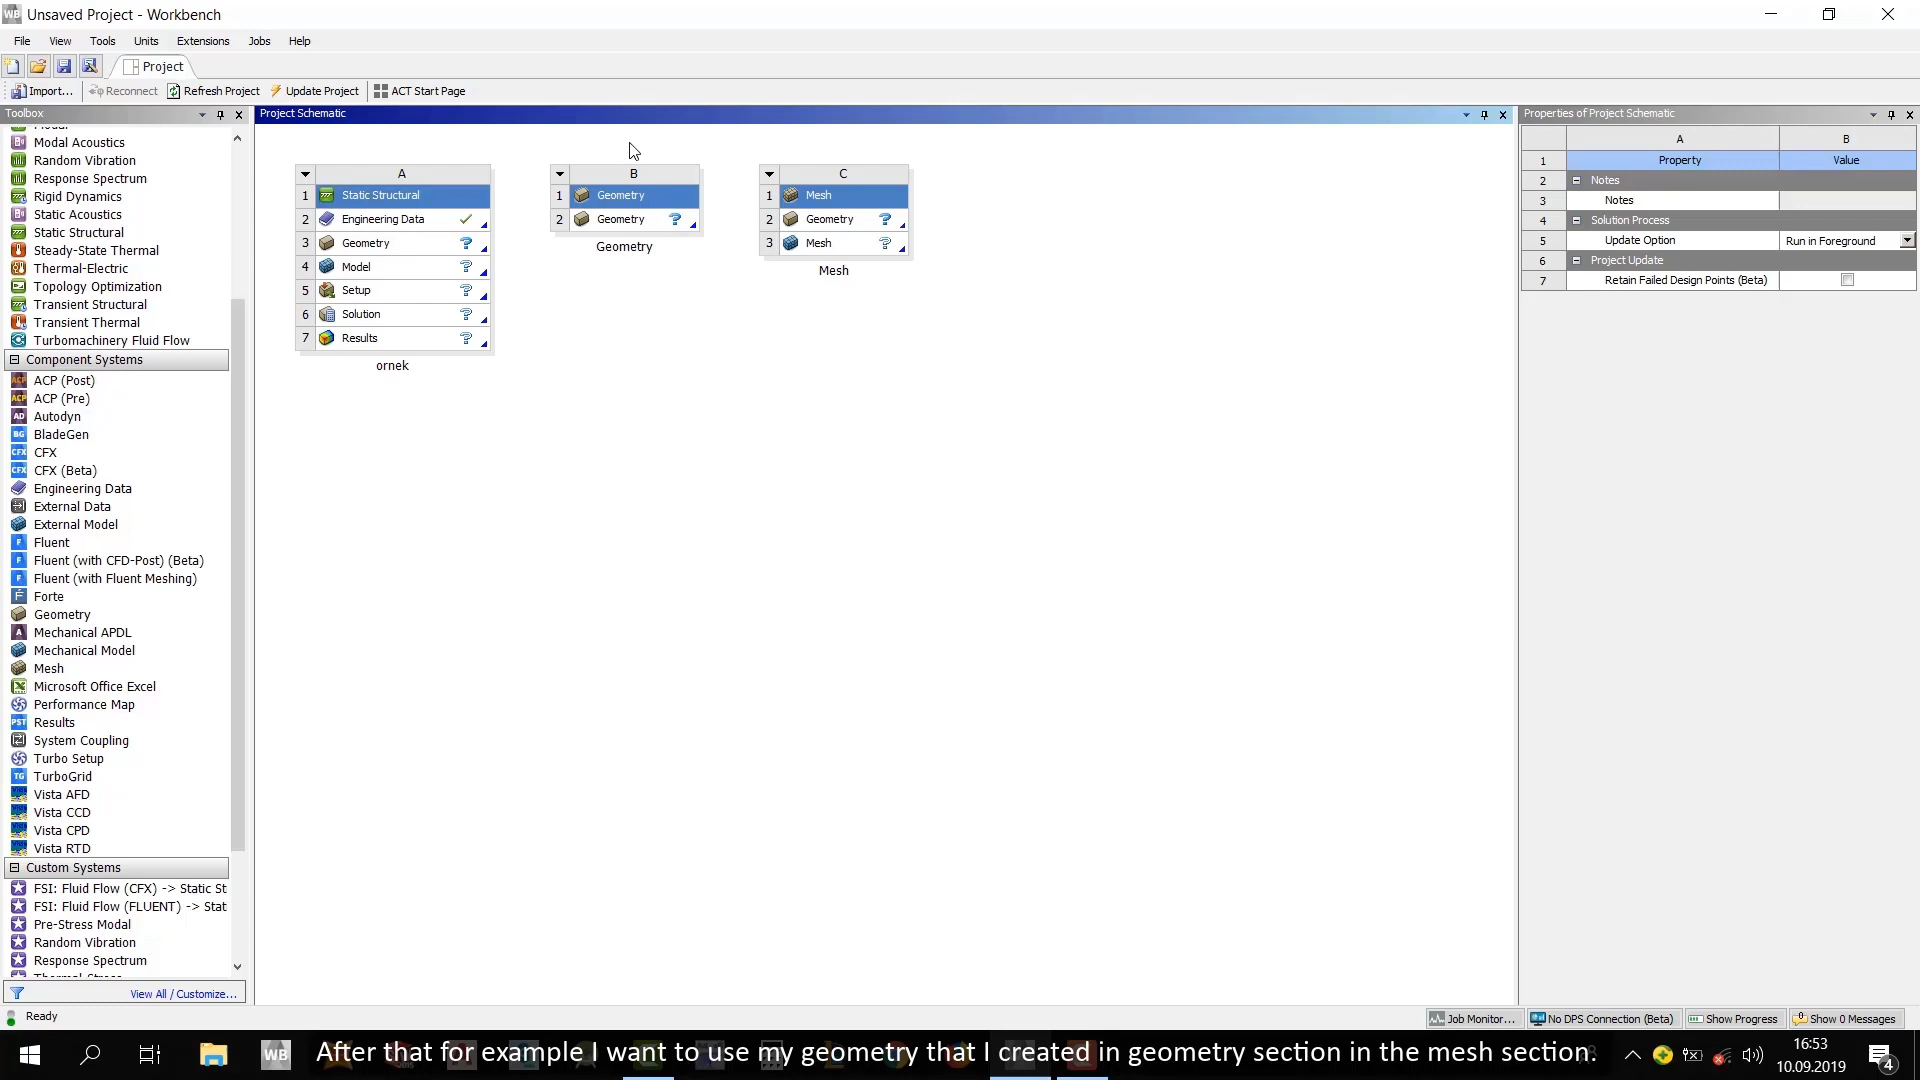 Unsaved Project - Workbench
File View Tools Units Extensions Jobs Help
Project
Import... Reconnect Refresh Project Update Project ACT Start Page
Toolbox
Modal Acoustics
Random Vibration
Response Spectrum
Rigid Dynamics
Static Acoustics
Static Structural
Steady-State Thermal
Thermal-Electric
Topology Optimization
Transient Structural
Transient Thermal
Turbomachinery Fluid Flow
Component Systems
ACP (Post)
ACP (Pre)
Autodyn
BladeGen
CFX
CFX (Beta)
Engineering Data
External Data
External Model
Fluent
Fluent (with CFD-Post) (Beta)
Fluent (with Fluent Meshing)
Forte
Geometry
Mechanical APDL
Mechanical Model
Mesh
Microsoft Office Excel
Performance Map
Results
System Coupling
Turbo Setup
TurboGrid
Vista AFD
Vista CCD
Vista CPD
Vista RTD
Custom Systems
FSI: Fluid Flow (CFX) -> Static St
FSI: Fluid Flow (FLUENT) -> Stat
Pre-Stress Modal
Random Vibration
Response Spectrum
View All / Customize...
Project Schematic
A
1 Static Structural
2 Engineering Data
3 Geometry
4 Model
5 Setup
6 Solution
7 Results
ornek
B
1 Geometry
2 Geometry
Geometry
C
1 Mesh
2 Geometry
3 Mesh
Mesh
Properties of Project Schematic
A B
1 Property Value
2 Notes
3 Notes
4 Solution Process
5 Update Option Run in Foreground
6 Project Update
7 Retain Failed Design Points (Beta)
Ready
Job Monitor... No DPS Connection (Beta) Show Progress Show 0 Messages
After that for example I want to use my geometry that I created in geometry section in the mesh section.
16:53
10.09.2019
4